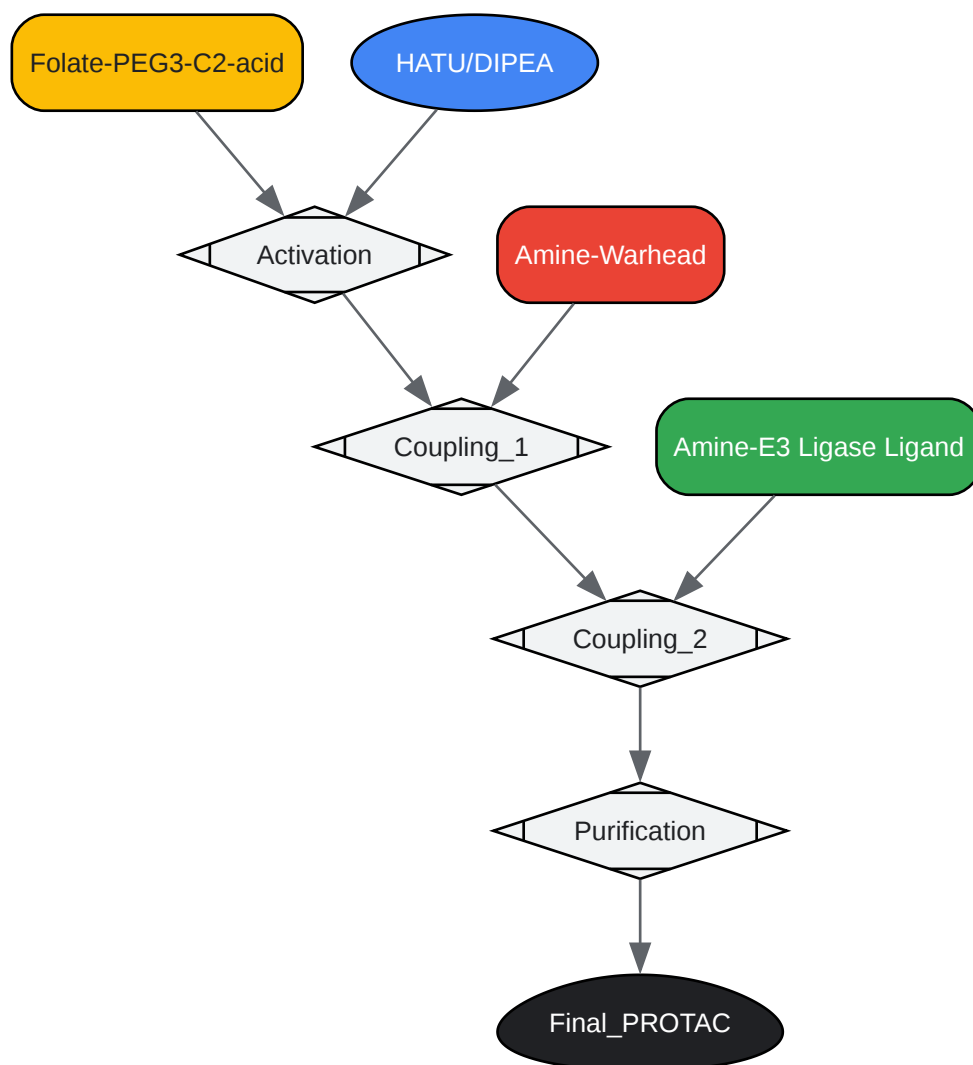 Folate-PEG3-C2-acid
HATU/DIPEA
Activation
Amine-Warhead
Coupling_1
Amine-E3 Ligase Ligand
Coupling_2
Purification
Final_PROTAC